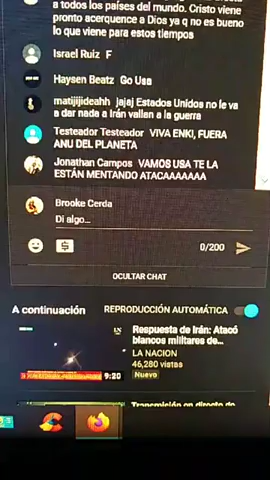 a todos los países del mundo. Cristo viene
pronto acerquence a Dios ya q no es bueno
lo que viene para estos tiempos
Israel Ruiz F
Haysen Beatz Go Usa
matijijideahh jajaj Estados Unidos no le va
a dar nada a Irán vallan a la guerra
Testeador Testeador VIVA ENKI, FUERA
ANU DEL PLANETA
Jonathan Campos VAMOS USA TE LA
ESTÁN MENTANDO ATACAAAAAAA
Brooke Cerda
Di algo...
0/200
OCULTAR CHAT
A continuación
REPRODUCCIÓN AUTOMÁTICA
Respuesta de Irán: Atacó
blancos militares de...
LA NACION
46,280 vistas
Nuevo
LN
9:20
Transmisión en directo de